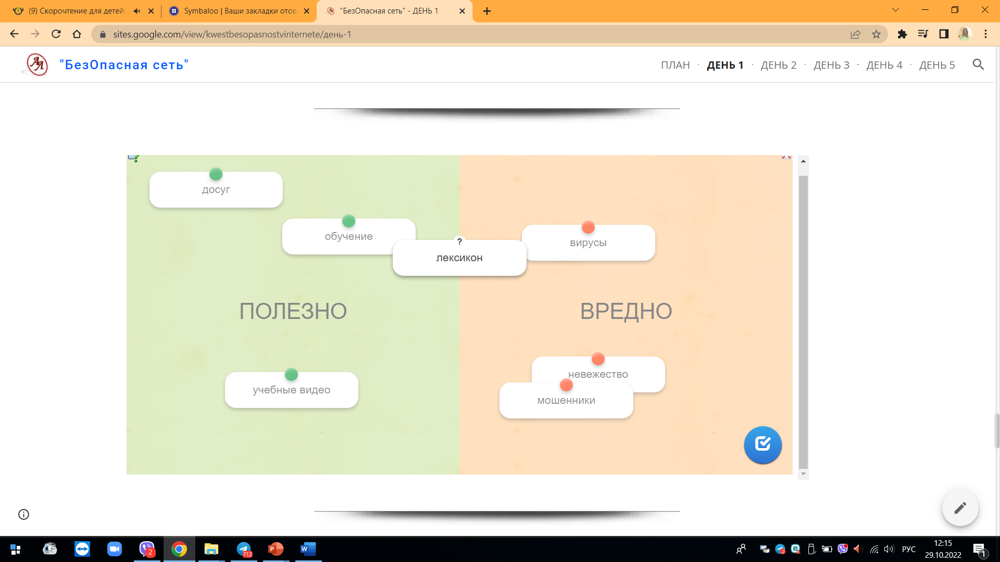 (9) Скорочтение для детей:
Symbaloo | Ваши закладки отов
"БезОпасная сеть" - ДЕНЬ 1
sites.google.com/view/kwestbesopasnostvinternete/день-1
АЛ
"БезОпасная сеть"
ПЛАН · ДЕНЬ 1 · ДЕНЬ 2 · ДЕНЬ 3 · ДЕНЬ 4 · ДЕНЬ 5
досуг
обучение
вирусы
?
лексикон
ПОЛЕЗНО
ВРЕДНО
невежество
учебные видео
мошенники
2
712
P
W
2
РУС
12:15
29.10.2022
1